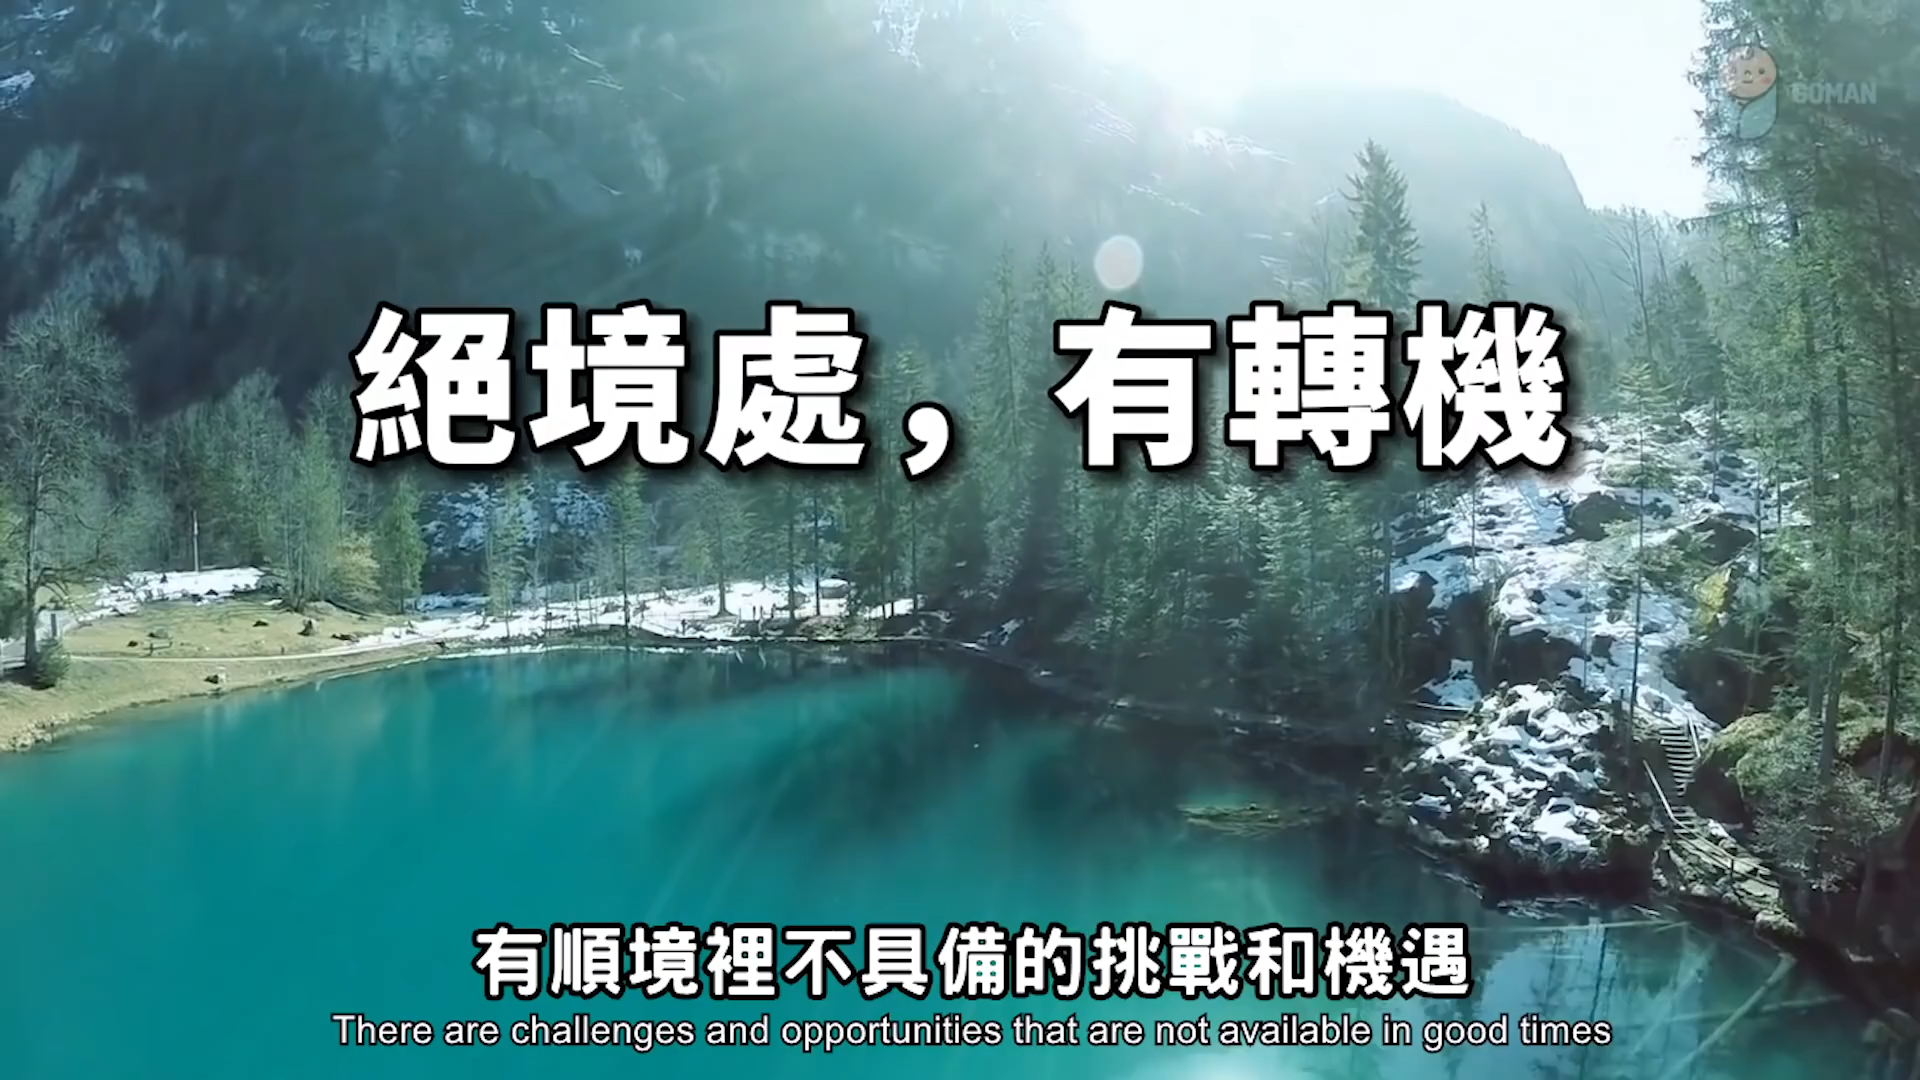 GOMAN
絕境處，有轉機
有順境裡不具備的挑戰和機遇
There are challenges and opportunities that are not available in good times